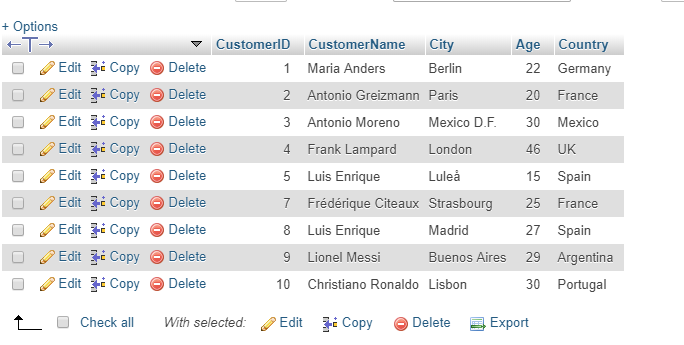 + Options
CustomerID CustomerName City Age Country
Edit Copy Delete 1 Maria Anders Berlin 22 Germany
Edit Copy Delete 2 Antonio Greizmann Paris 20 France
Edit Copy Delete 3 Antonio Moreno Mexico D.F. 30 Mexico
Edit Copy Delete 4 Frank Lampard London 46 UK
Edit Copy Delete 5 Luis Enrique Luleå 15 Spain
Edit Copy Delete 7 Frédérique Citeaux Strasbourg 25 France
Edit Copy Delete 8 Luis Enrique Madrid 27 Spain
Edit Copy Delete 9 Lionel Messi Buenos Aires 29 Argentina
Edit Copy Delete 10 Christiano Ronaldo Lisbon 30 Portugal
Check all With selected: Edit Copy Delete Export